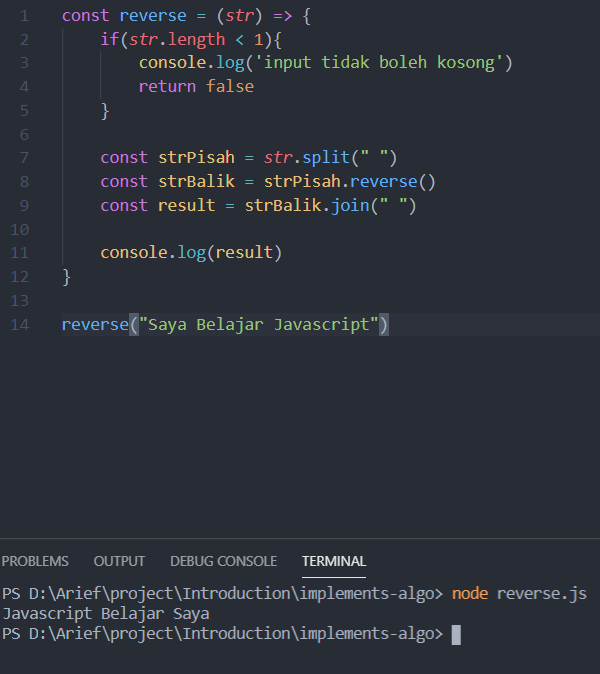 1 const reverse = (str) => {
2 if(str.length < 1){
3 console.log('input tidak boleh kosong')
4 return false
5 }
6
7 const strPisah = str.split(" ")
8 const strBalik = strPisah.reverse()
9 const result = strBalik.join(" ")
10
11 console.log(result)
12 }
13
14 reverse("Saya Belajar Javascript")
PROBLEMS OUTPUT DEBUG CONSOLE TERMINAL
PS D:\Arief\project\Introduction\implements-algo> node reverse.js
Javascript Belajar Saya
PS D:\Arief\project\Introduction\implements-algo>